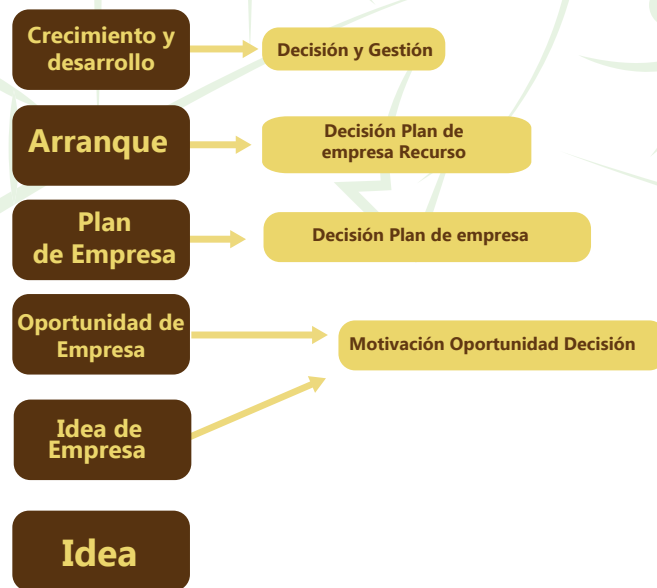 Crecimiento y
desarrollo
Decisión y Gestión
Arranque
Decisión Plan de
empresa Recurso
Plan
de Empresa
Decisión Plan de empresa
Oportunidad de
Empresa
Motivación Oportunidad Decisión
Idea de
Empresa
Idea